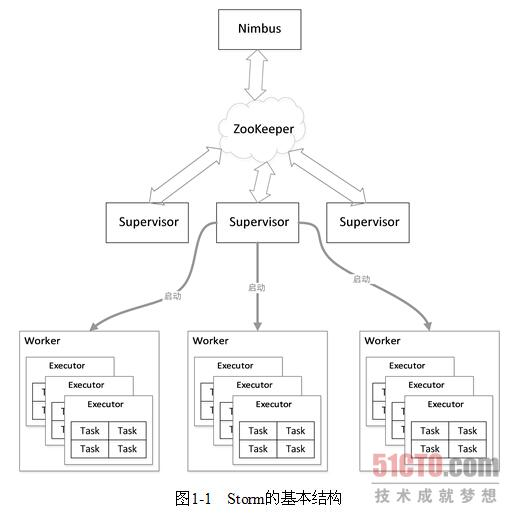 Nimbus
ZooKeeper
Supervisor
Supervisor
Supervisor
启动
启动
启动
Worker
Worker
Worker
Executor
Executor
Executor
Executor
Executor
Executor
Executor
Executor
Executor
Task Task
Task Task
Task Task
Task Task
Task Task
Task Task
51CTO.com
技术成就梦想
图1-1 Storm的基本结构